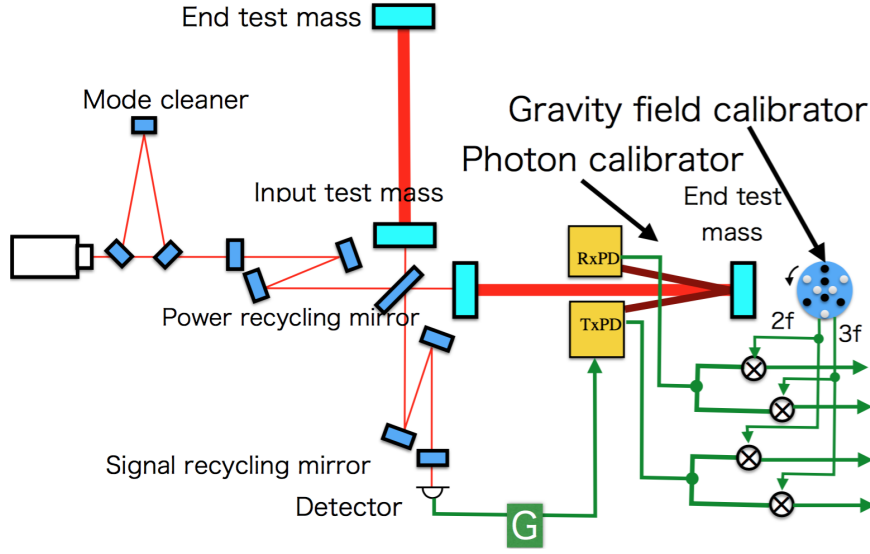 End test mass
Mode cleaner
Gravity field calibrator
Photon calibrator
Input test mass
End test
mass
RxPD
TxPD
Power recycling mirror
2f
3f
Signal recycling mirror
Detector
G